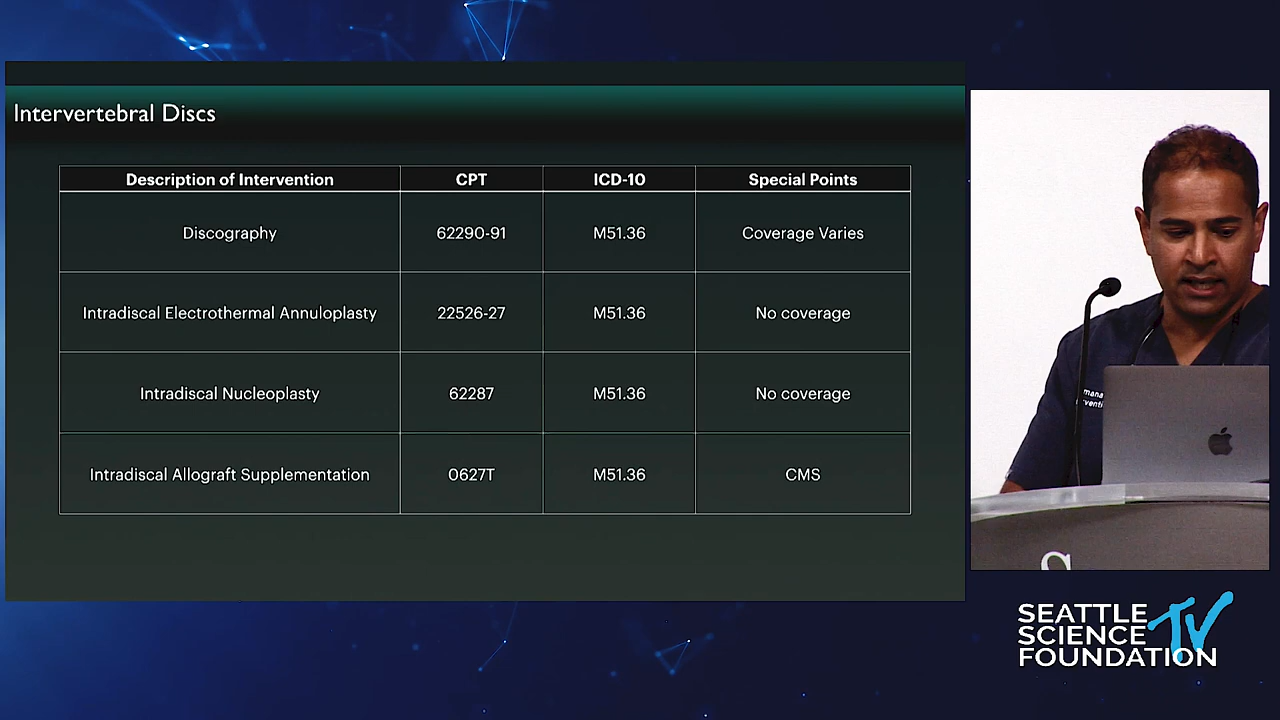 Intervertebral Discs
Description of Intervention CPT ICD-10 Special Points
Discography 62290-91 M51.36 Coverage Varies
Intradiscal Electrothermal Annuloplasty 22526-27 M51.36 No coverage
Intradiscal Nucleoplasty 62287 M51.36 No coverage
Intradiscal Allograft Supplementation 0627T M51.36 CMS
S
SEATTLE
SCIENCE TV
FOUNDATION